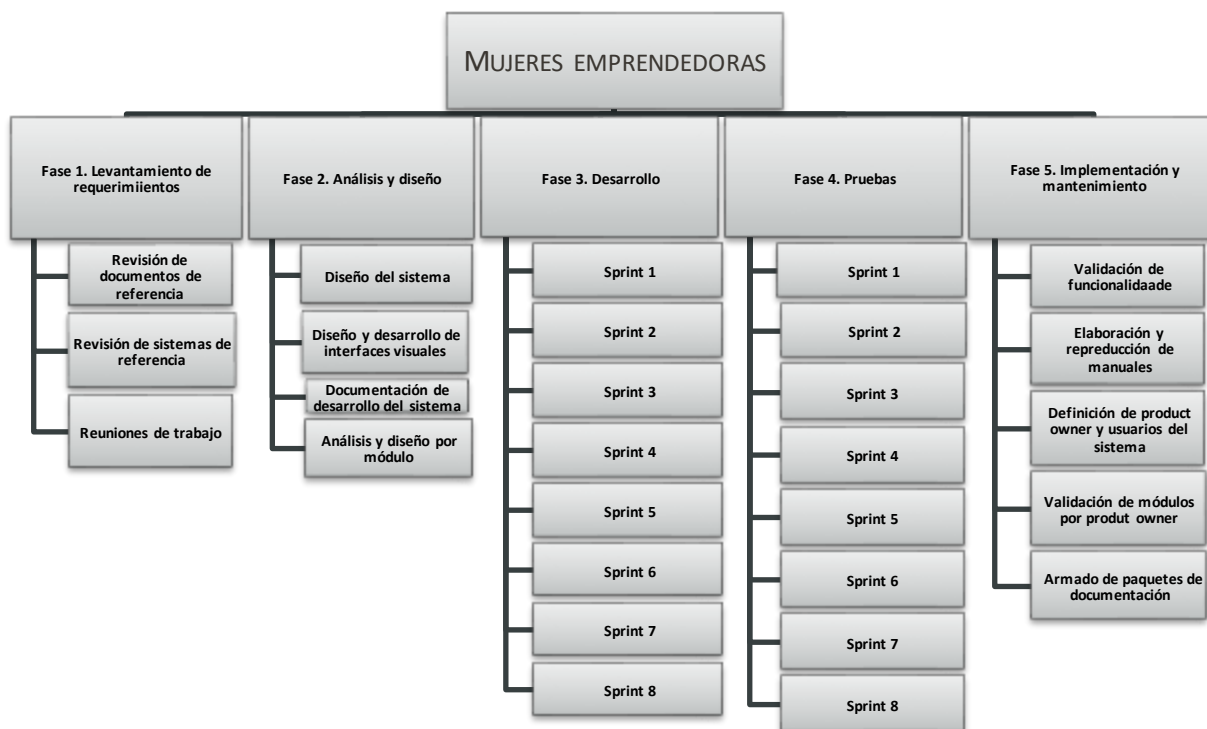 MUJERES EMPRENDEDORAS
Fase 1. Levantamiento de
requerimiientos
Revisión de
documentos de
referencia
Revisión de sistemas de
referencia
Reuniones de trabajo
Fase 2. Análisis y diseño
Diseño del sistema
Diseño y desarrollo de
interfaces visuales
Documentación de
desarrollo del sistema
Análisis y diseño por
módulo
Fase 3. Desarrollo
Sprint 1
Sprint 2
Sprint 3
Sprint 4
Sprint 5
Sprint 6
Sprint 7
Sprint 8
Fase 4. Pruebas
Sprint 1
Sprint 2
Sprint 3
Sprint 4
Sprint 5
Sprint 6
Sprint 7
Sprint 8
Fase 5. Implementación y
mantenimiento
Validación de
funcionalidaade
Elaboración y
repreducción de
manuales
Definición de product
owner y usuarios del
sistema
Validación de módulos
por produt owner
Armado de paquetes de
documentación